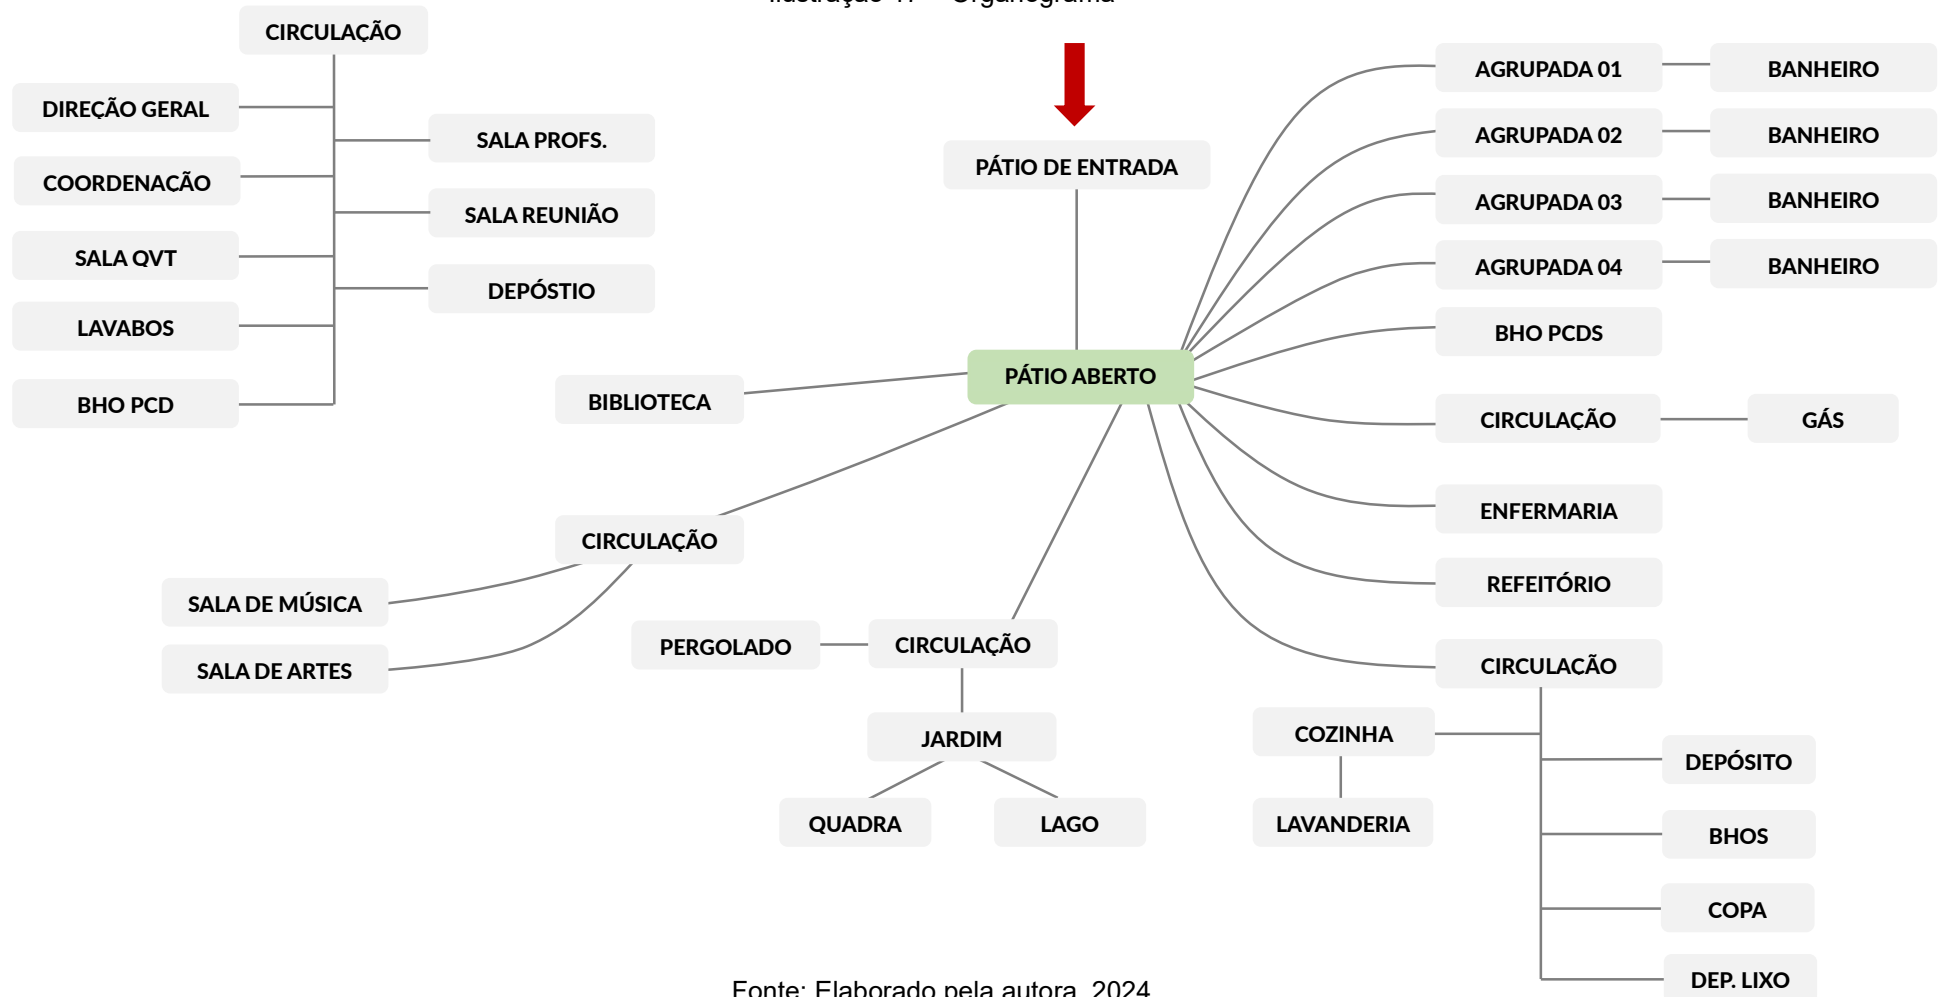 Organograma
CIRCULAÇÃO
DIREÇÃO GERAL
COORDENAÇÃO
SALA QVT
LAVABOS
BHO PCD
SALA PROFS.
SALA REUNIÃO
DEPÓSTIO
PÁTIO DE ENTRADA
PÁTIO ABERTO
BIBLIOTECA
CIRCULAÇÃO
SALA DE MÚSICA
SALA DE ARTES
PERGOLADO
CIRCULAÇÃO
JARDIM
QUADRA
LAGO
AGRUPADA 01
BANHEIRO
AGRUPADA 02
BANHEIRO
AGRUPADA 03
BANHEIRO
AGRUPADA 04
BANHEIRO
BHO PCDS
CIRCULAÇÃO
GÁS
ENFERMARIA
REFEITÓRIO
CIRCULAÇÃO
COZINHA
LAVANDERIA
DEPÓSITO
BHOS
COPA
DEP. LIXO
Fonte: Elaborado pela autora, 2024